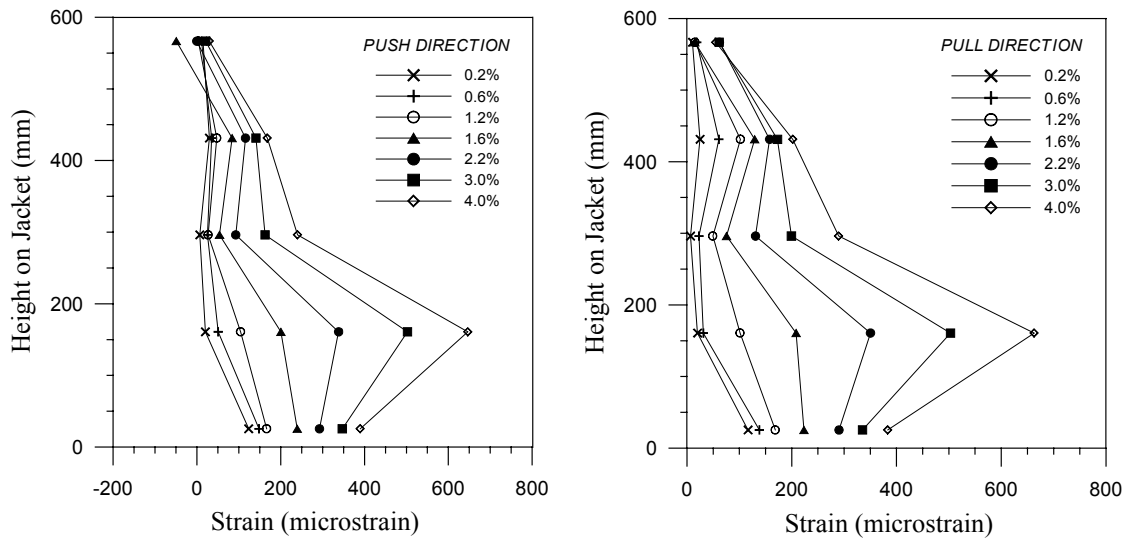 PUSH DIRECTION
0.2%
0.6%
1.2%
1.6%
2.2%
3.0%
4.0%
600
400
200
0
Height on Jacket (mm)
-200 0 200 400 600 800
Strain (microstrain)
PULL DIRECTION
0.2%
0.6%
1.2%
1.6%
2.2%
3.0%
4.0%
600
400
200
0
Height on Jacket (mm)
0 200 400 600 800
Strain (microstrain)